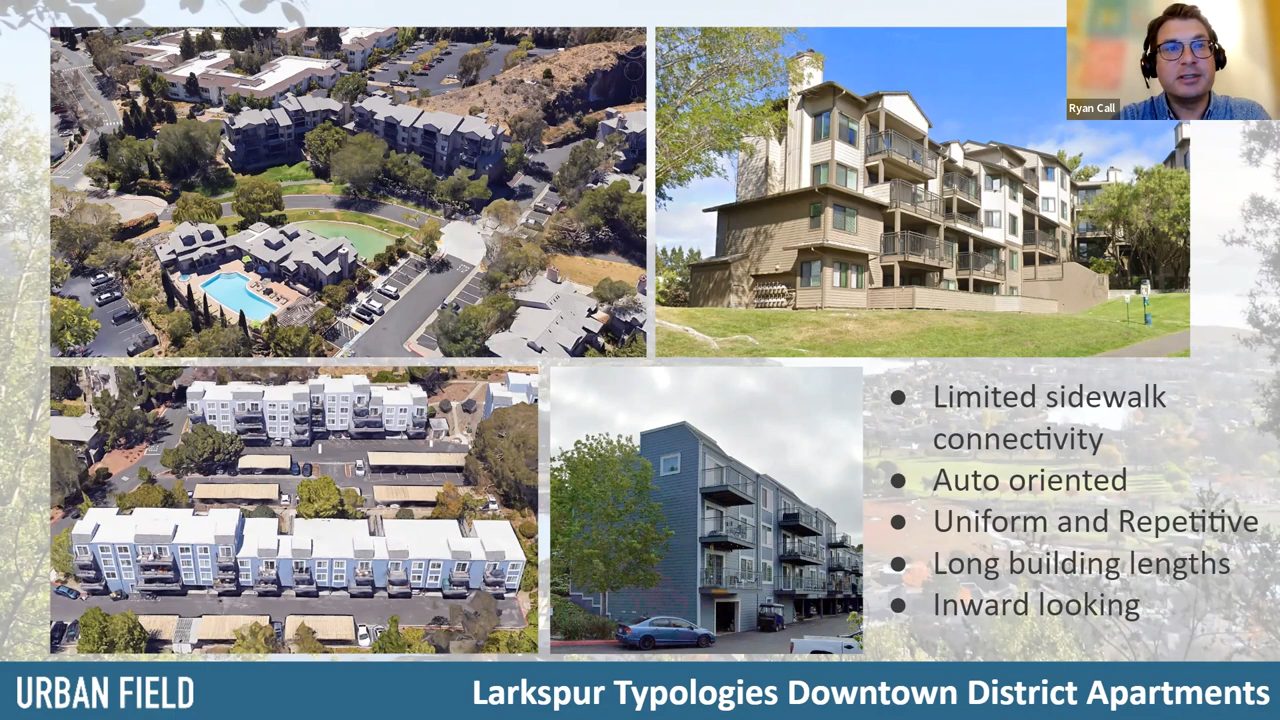 Ryan Call
● Limited sidewalk
connectivity
● Auto oriented
● Uniform and Repetitive
● Long building lengths
● Inward looking
URBAN FIELD
Larkspur Typologies Downtown District Apartments